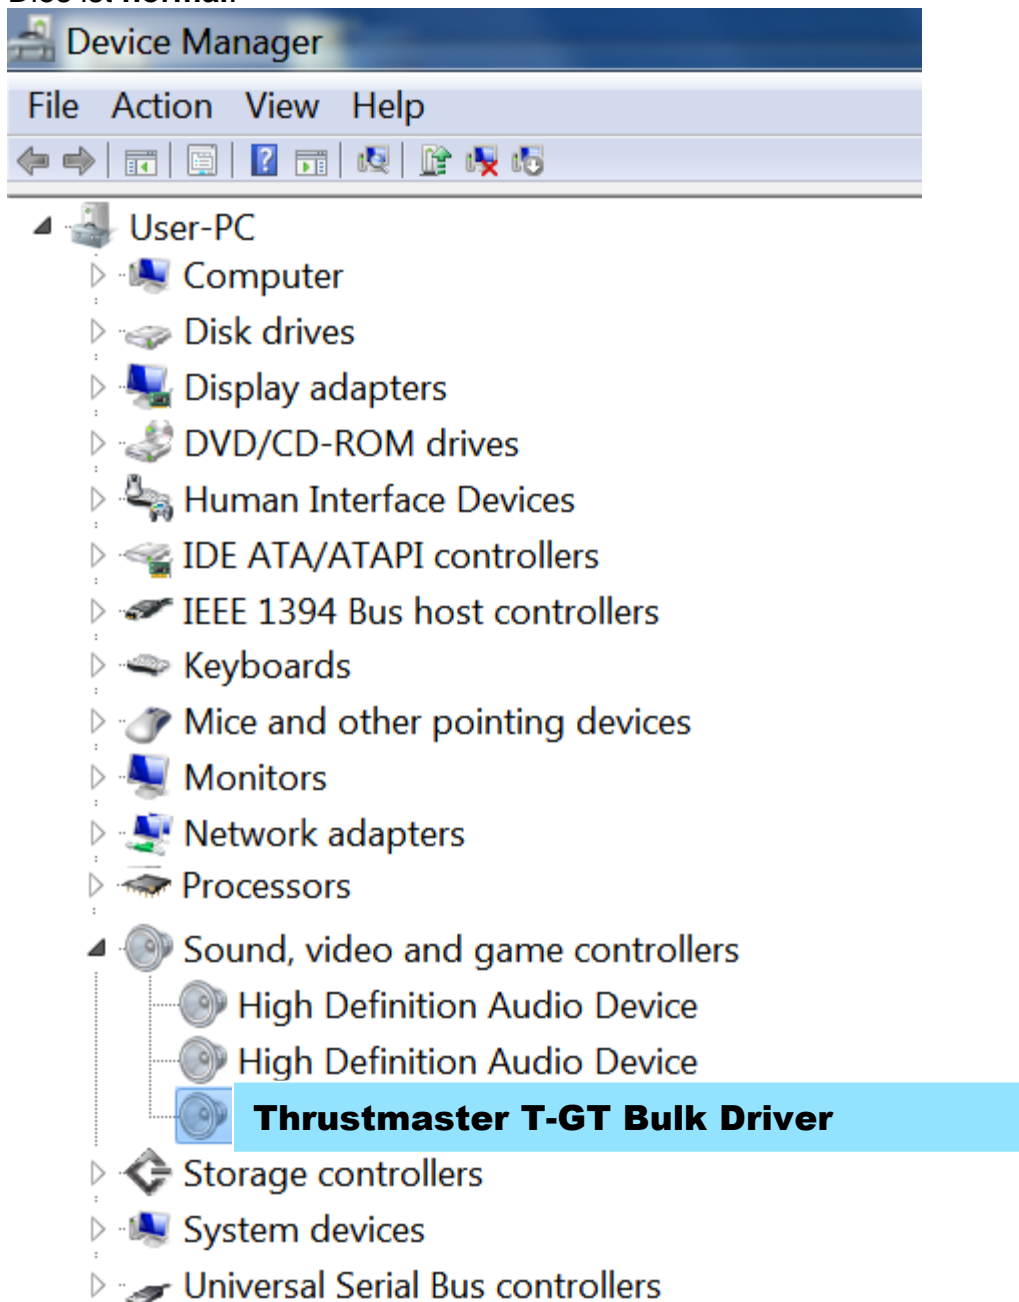 Dies ist normal.
Device Manager
File Action View Help
User-PC
Computer
Disk drives
Display adapters
DVD/CD-ROM drives
Human Interface Devices
IDE ATA/ATAPI controllers
IEEE 1394 Bus host controllers
Keyboards
Mice and other pointing devices
Monitors
Network adapters
Processors
Sound, video and game controllers
High Definition Audio Device
High Definition Audio Device
Thrustmaster T-GT Bulk Driver
Storage controllers
System devices
Universal Serial Bus controllers